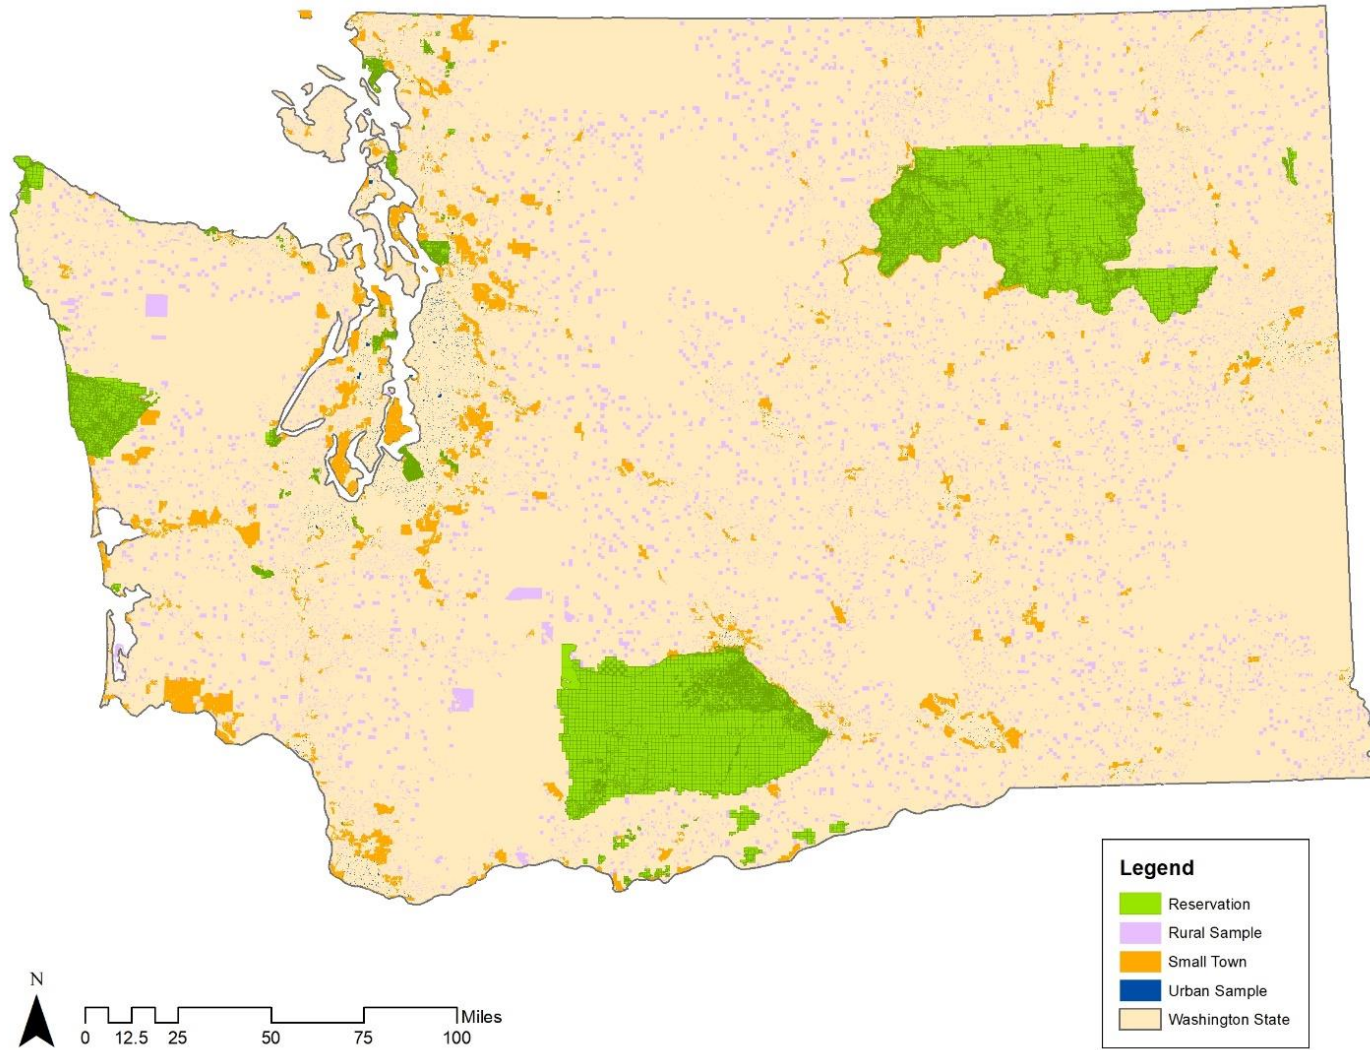 Legend
Reservation
Rural Sample
Small Town
Urban Sample
Washington State
N
Miles
0 12.5 25 50 75 100